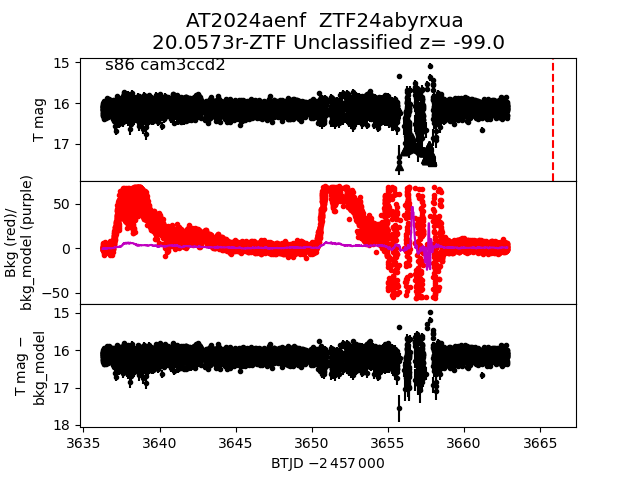 AT2024aenf  ZTF24abyrxua
20.0573r-ZTF Unclassified z= -99.0
s86 cam3ccd2
15
16
17
T mag
50
0
−50
Bkg (red)/
bkg_model (purple)
15
16
17
18
T mag −
bkg_model
3635 3640 3645 3650 3655 3660 3665
BTJD −2 457 000